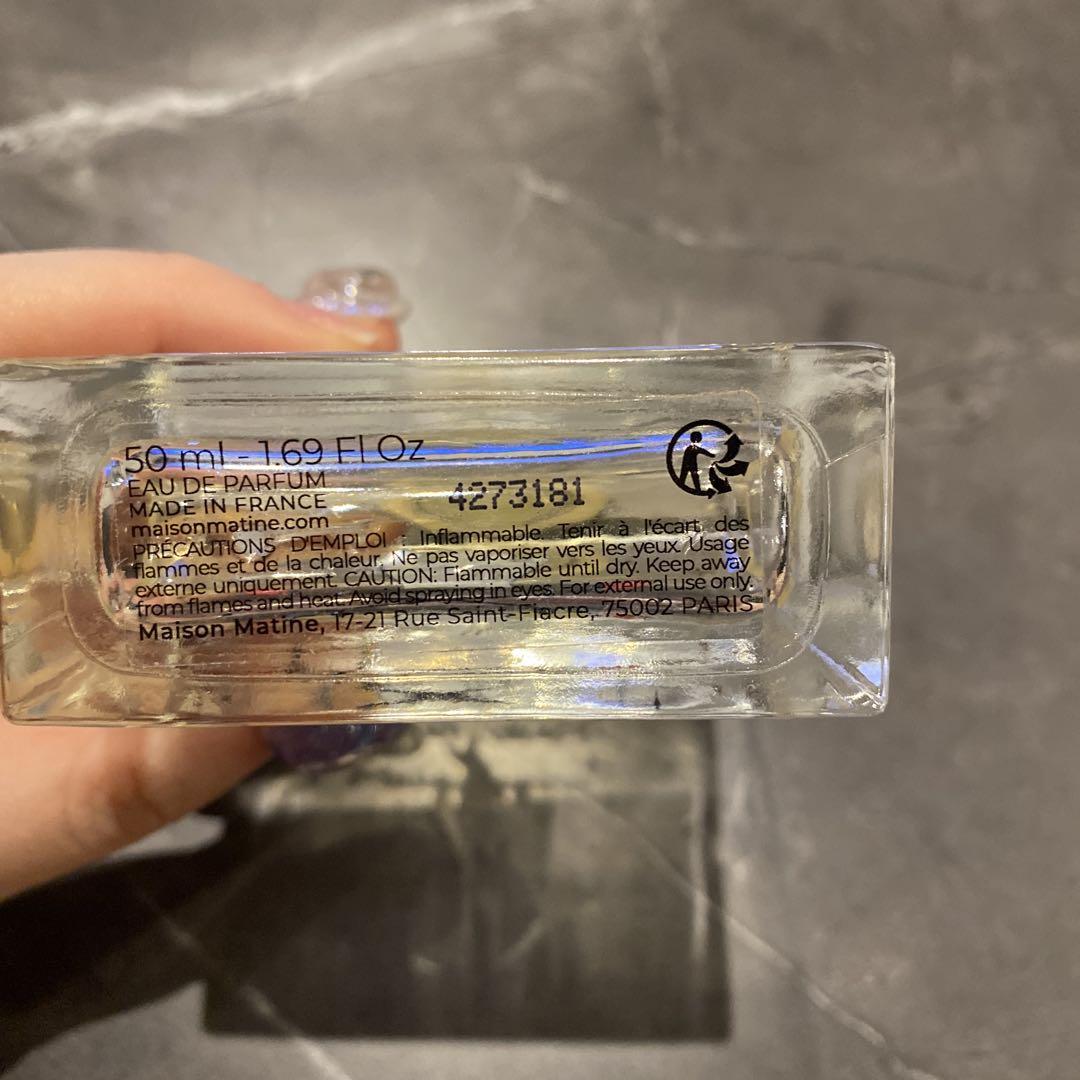 50 ml - 1.69 Fl Oz
EAU DE PARFUM
MADE IN FRANCE
4273181
maisonmatine.com
PRÉCAUTIONS D'EMPLOI : Inflammable. Tenir à l'écart des
flammes et de la chaleur. Ne pas vaporiser vers les yeux. Usage
externe uniquement. CAUTION: Flammable until dry. Keep away
from flames and heat. Avoid spraying in eyes. For external use only.
Maison Matine, 17-21 Rue Saint-Fiacre, 75002 PARIS